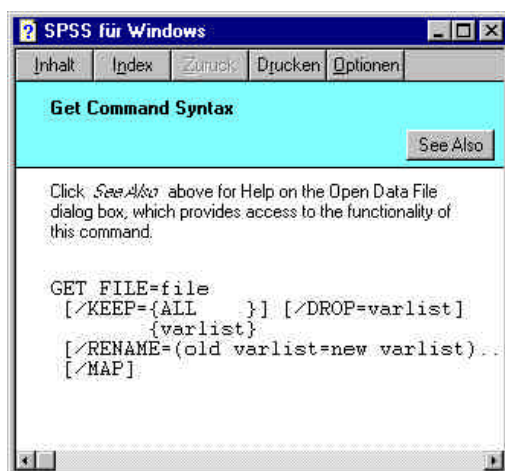 SPSS für Windows
Inhalt Index Zurück Drucken Optionen
Get Command Syntax
See Also
Click See Also above for Help on the Open Data File
dialog box, which provides access to the functionality of
this command.
GET FILE=file
[/KEEP={ALL }] [/DROP=varlist]
{varlist}
[/RENAME=(old varlist=new varlist)..
[/MAP]